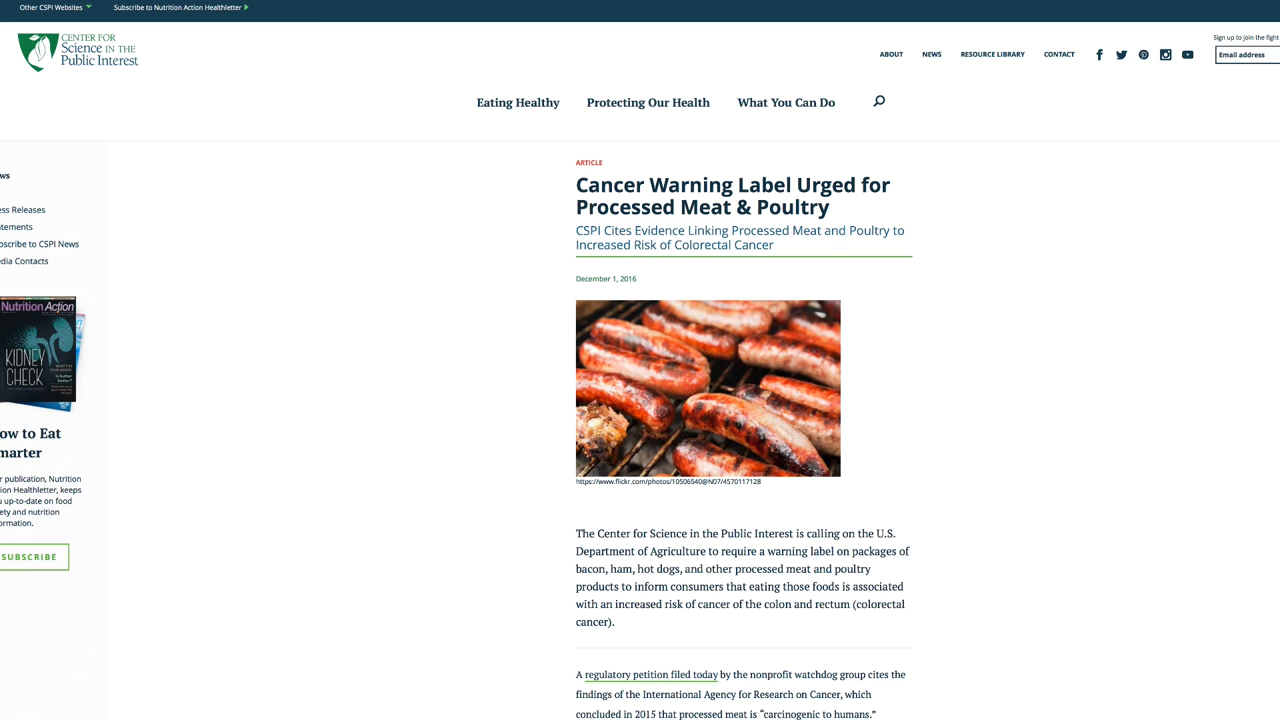 Other CSPI Websites
Subscribe to Nutrition Action Healthletter
CENTER FOR
Science IN THE
Public Interest
ABOUT
NEWS
RESOURCE LIBRARY
CONTACT
Sign up to join the fight
Email address
Eating Healthy
Protecting Our Health
What You Can Do
ws
ess Releases
tements
bscribe to CSPI News
dia Contacts
Nutrition Action
KIDNEY
CHECK
ow to Eat
marter
r publication, Nutrition
ion Healthletter, keeps
u up-to-date on food
ety and nutrition
ormation.
SUBSCRIBE
ARTICLE
Cancer Warning Label Urged for
Processed Meat & Poultry
CSPI Cites Evidence Linking Processed Meat and Poultry to
Increased Risk of Colorectal Cancer
December 1, 2016
https://www.flickr.com/photos/10506540@N07/4570117128
The Center for Science in the Public Interest is calling on the U.S.
Department of Agriculture to require a warning label on packages of
bacon, ham, hot dogs, and other processed meat and poultry
products to inform consumers that eating those foods is associated
with an increased risk of cancer of the colon and rectum (colorectal
cancer).
A regulatory petition filed today by the nonprofit watchdog group cites the
findings of the International Agency for Research on Cancer, which
concluded in 2015 that processed meat is “carcinogenic to humans.”